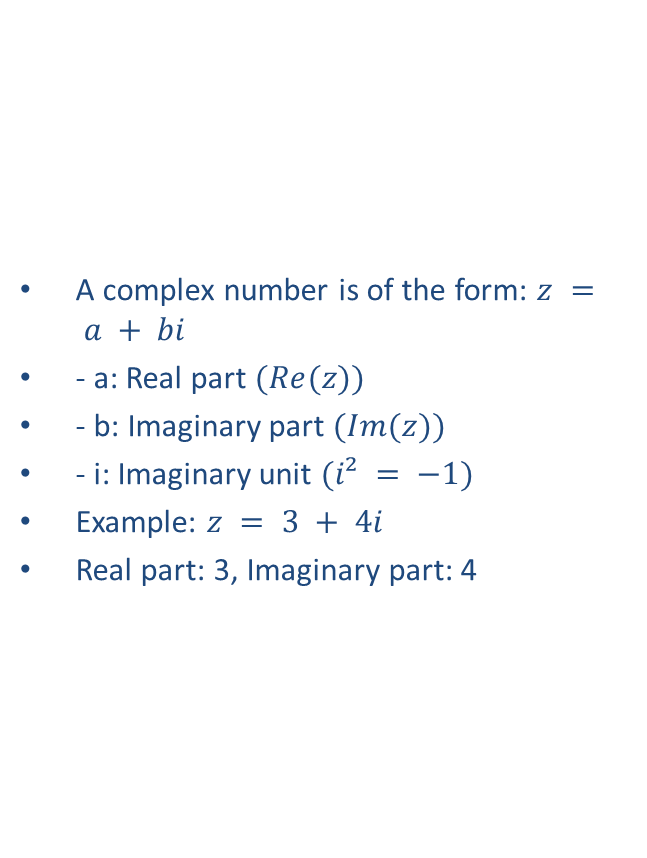 • A complex number is of the form: 𝑧 =
𝑎 + 𝑏𝑖
• - a: Real part (𝑅𝑒(𝑧))
• - b: Imaginary part (𝐼𝑚(𝑧))
• - i: Imaginary unit (𝑖² = −1)
• Example: 𝑧 = 3 + 4𝑖
• Real part: 3, Imaginary part: 4